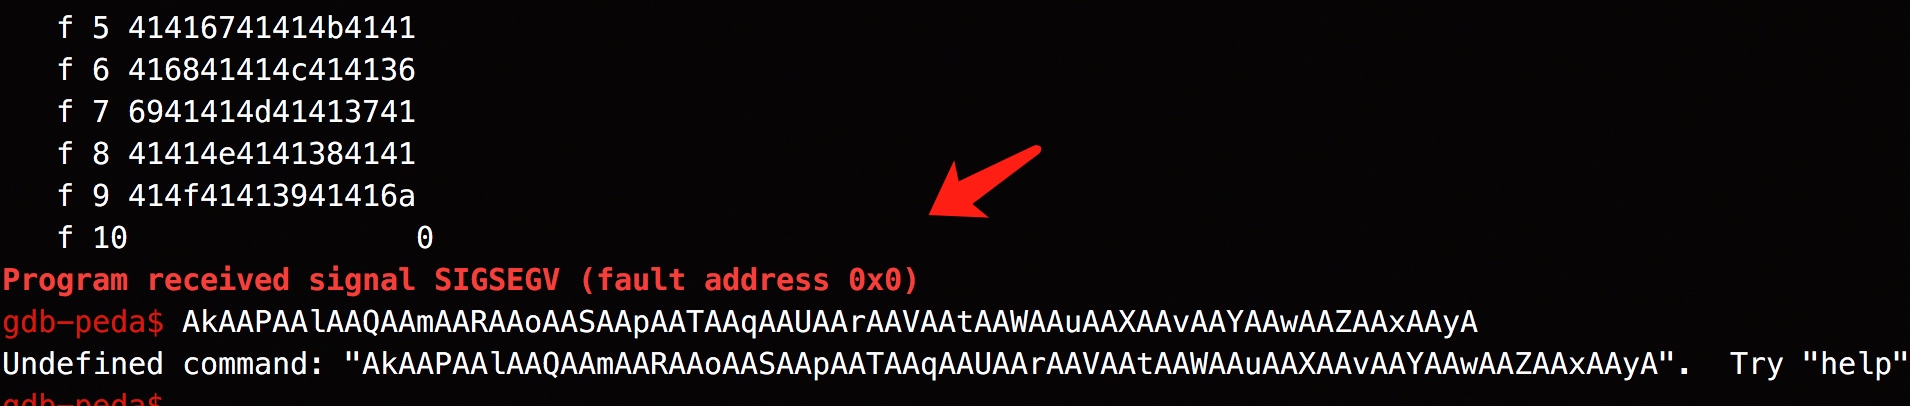 f 5 41416741414b4141
f 6 416841414c414136
f 7 6941414d41413741
f 8 41414e4141384141
f 9 414f41413941416a
f 10 0
Program received signal SIGSEGV (fault address 0x0)
gdb-peda$ AkAAPAAlAAQAAmAARAAoAASAApAATAAqAAUAArAAVAAtAAWAAuAAXAAvAAYAAwAAZAAxAAyA
Undefined command: "AkAAPAAlAAQAAmAARAAoAASAApAATAAqAAUAArAAVAAtAAWAAuAAXAAvAAYAAwAAZAAxAAyA". Try "help"
gdb-peda$